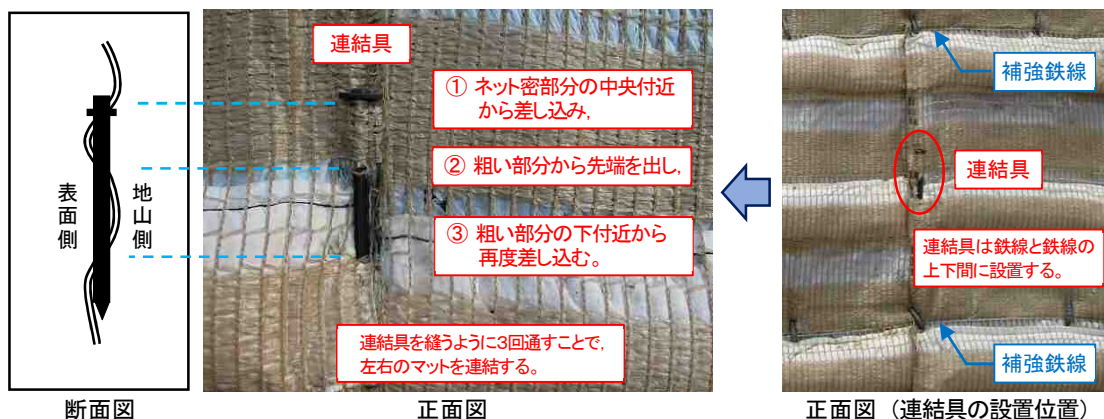 表面側
地山側
断面図
連結具
① ネット密部分の中央付近
から差し込み,
② 粗い部分から先端を出し,
③ 粗い部分の下付近から
再度差し込む。
連結具を縫うように3回通すことで,
左右のマットを連結する。
正面図
補強鉄線
連結具
連結具は鉄線と鉄線の
上下間に設置する。
補強鉄線
正面図 (連結具の設置位置)